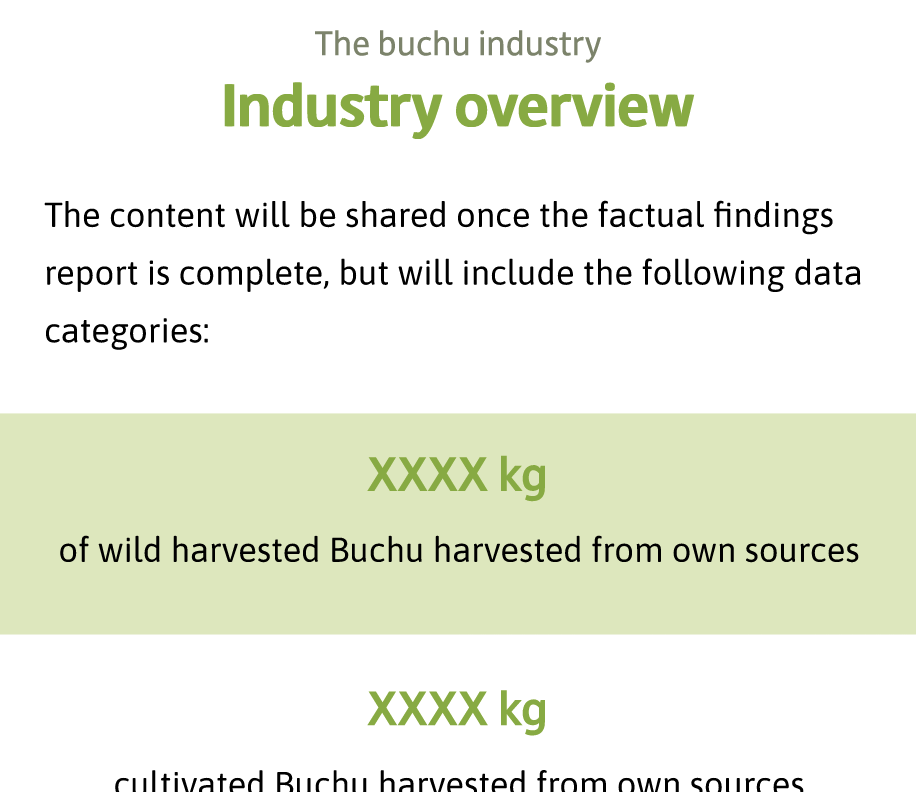 The buchu industry
Industry overview
The content will be shared once the factual findings
report is complete, but will include the following data
categories:
XXXX kg
of wild harvested Buchu harvested from own sources
XXXX kg
cultivated Buchu harvested from own sources